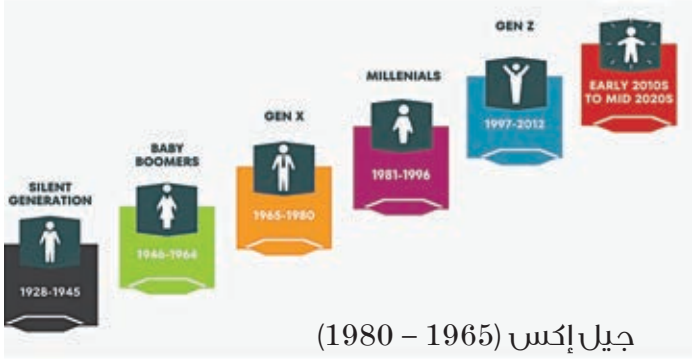 SILENT
GENERATION
1928-1945
BABY
BOOMERS
1946-1964
GEN X
1965-1980
MILLENIALS
1981-1996
GEN Z
1997-2012
EARLY 2010S
TO MID 2020S
جيل إكس (1965 – 1980)